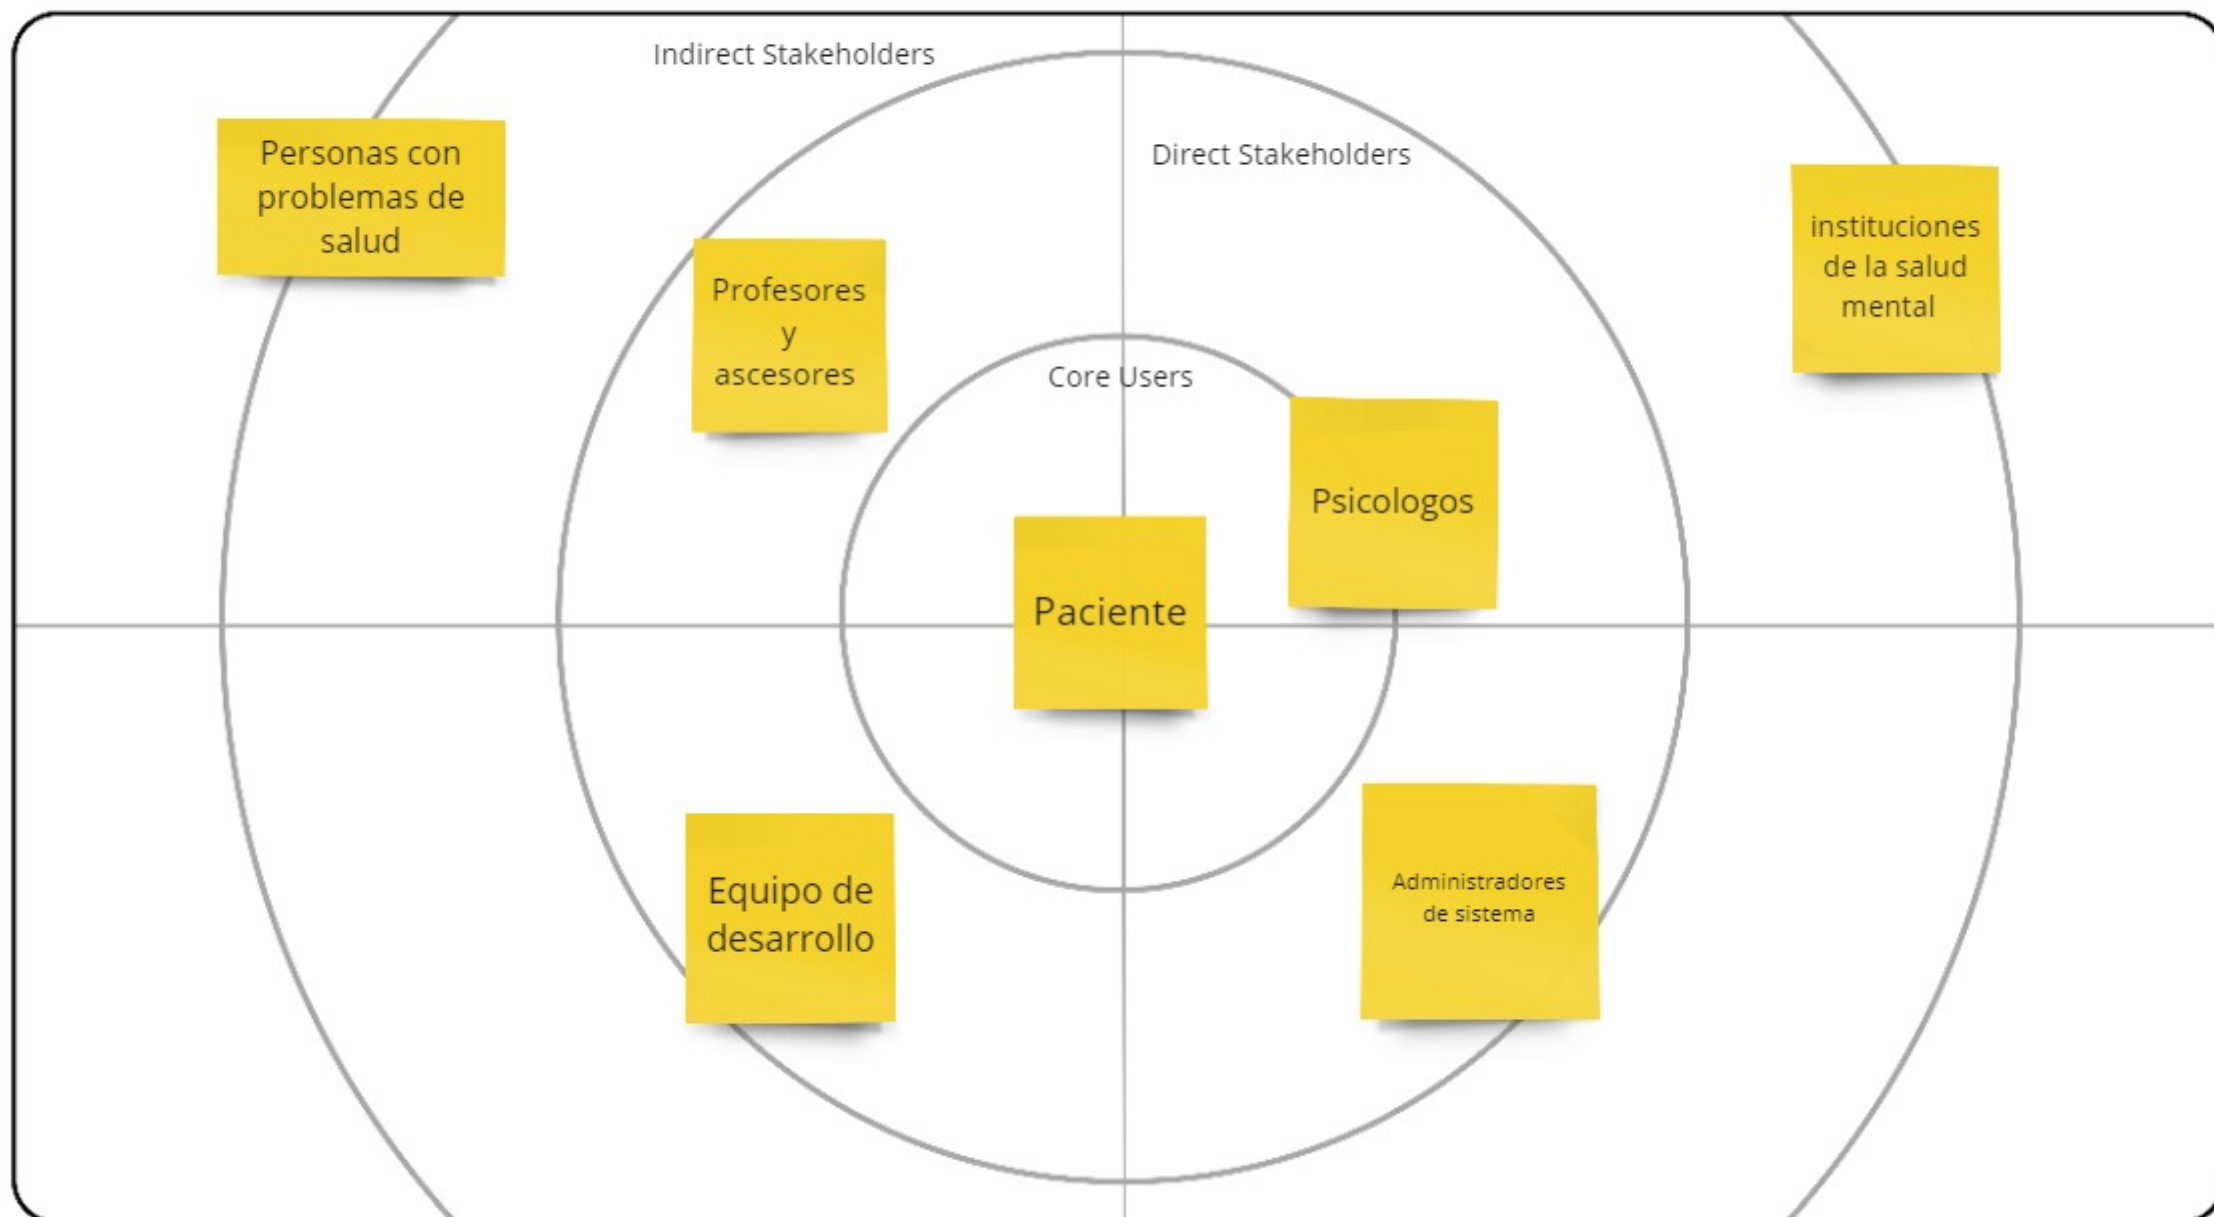 Indirect Stakeholders
Direct Stakeholders
Personas con
problemas de
salud
instituciones
de la salud
mental
Profesores
y
ascesores
Core Users
Psicologos
Paciente
Equipo de
desarrollo
Administradores
de sistema